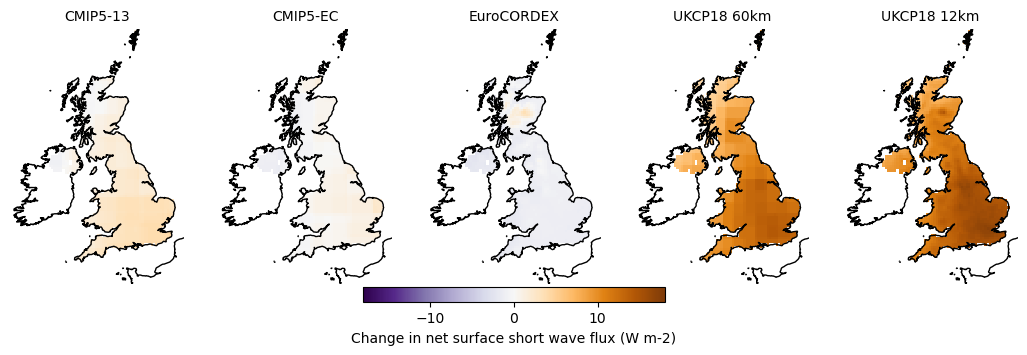 CMIP5-13 CMIP5-EC EuroCORDEX UKCP18 60km UKCP18 12km
−10 0 10
Change in net surface short wave flux (W m-2)